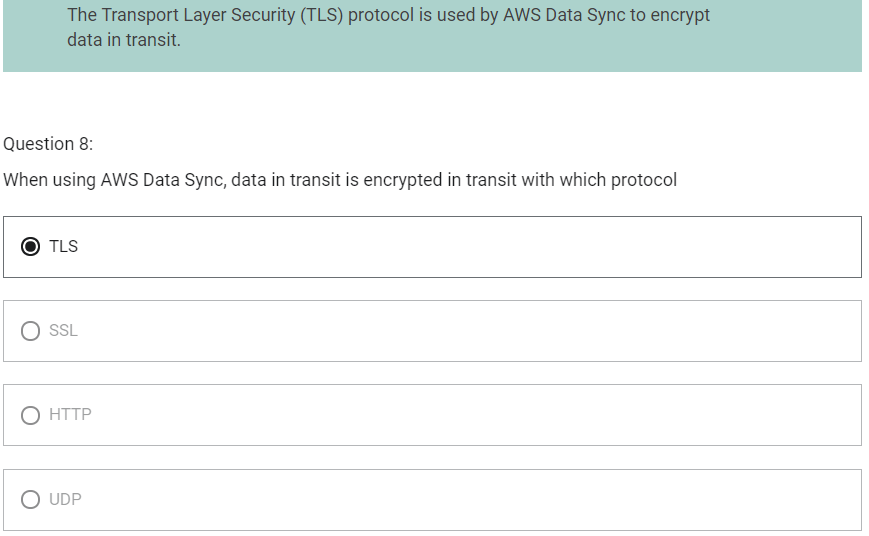 The Transport Layer Security (TLS) protocol is used by AWS Data Sync to encrypt
data in transit.
Question 8:
When using AWS Data Sync, data in transit is encrypted in transit with which protocol
TLS
SSL
HTTP
UDP